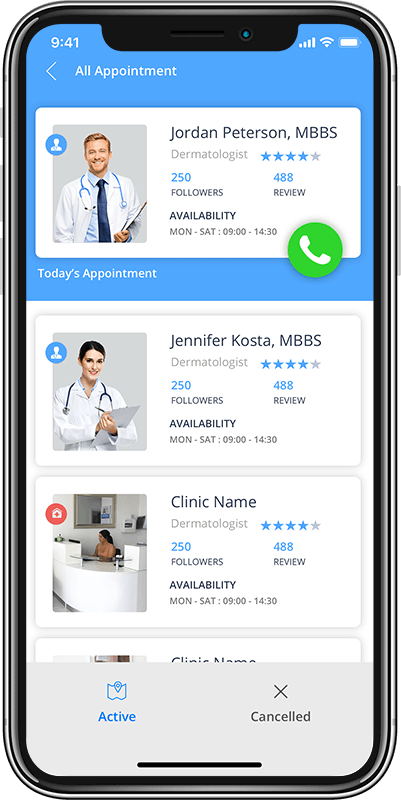 9:41
All Appointment
Jordan Peterson, MBBS
Dermatologist
250 488
FOLLOWERS REVIEW
AVAILABILITY
MON - SAT : 09:00 - 14:30
Today's Appointment
Jennifer Kosta, MBBS
Dermatologist
250 488
FOLLOWERS REVIEW
AVAILABILITY
MON - SAT : 09:00 - 14:30
Clinic Name
Dermatologist
250 488
FOLLOWERS REVIEW
AVAILABILITY
MON - SAT : 09:00 - 14:30
Clinic Name
Active Cancelled